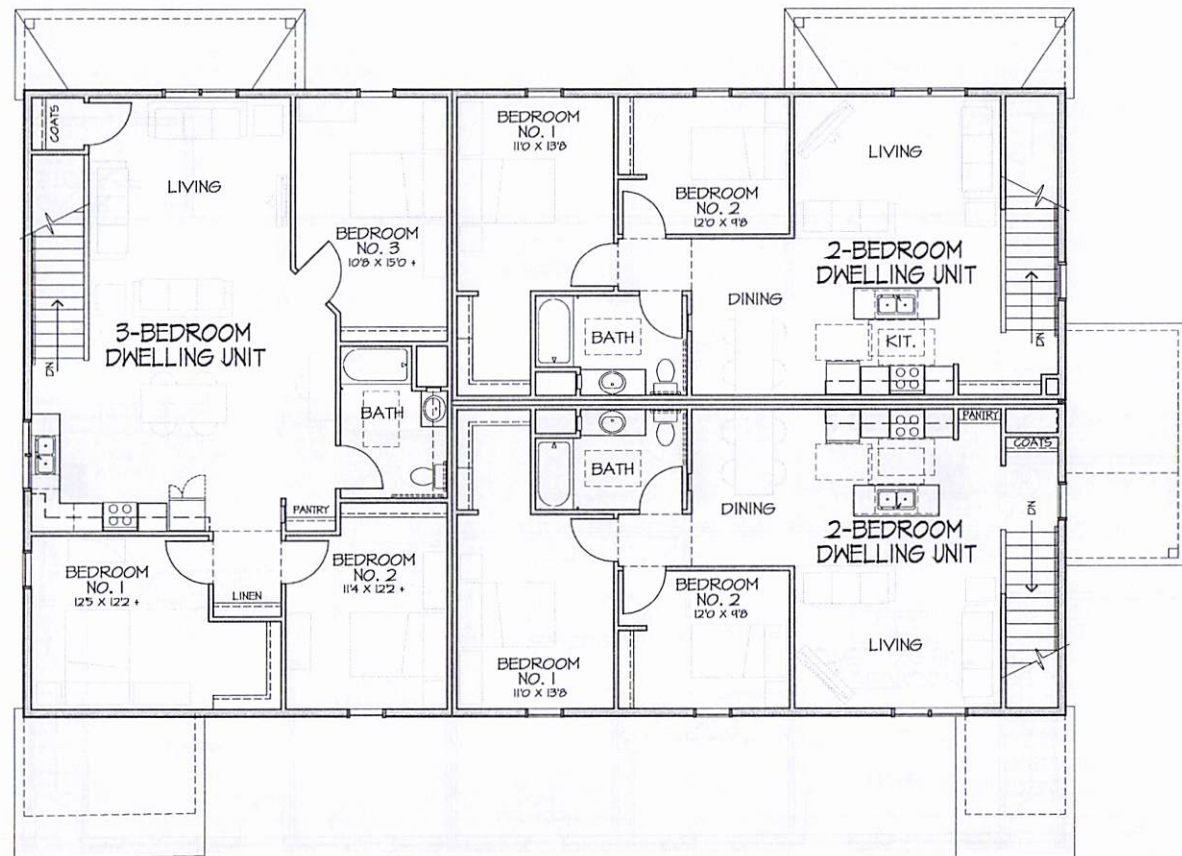 COATS
LIVING
BEDROOM
NO. 3
10'8 X 15'0 +
3-BEDROOM
DWELLING UNIT
DN
BATH
PANTRY
BEDROOM
NO. 1
12'5 X 12'2 +
LINEN
BEDROOM
NO. 2
11'4 X 12'2 +
BEDROOM
NO. 1
11'0 X 13'8
BEDROOM
NO. 2
12'0 X 9'8
LIVING
2-BEDROOM
DWELLING UNIT
DINING
BATH
KIT.
DN
PANTRY
COATS
BATH
DINING
DN
2-BEDROOM
DWELLING UNIT
BEDROOM
NO. 2
12'0 X 9'8
LIVING
BEDROOM
NO. 1
11'0 X 13'8